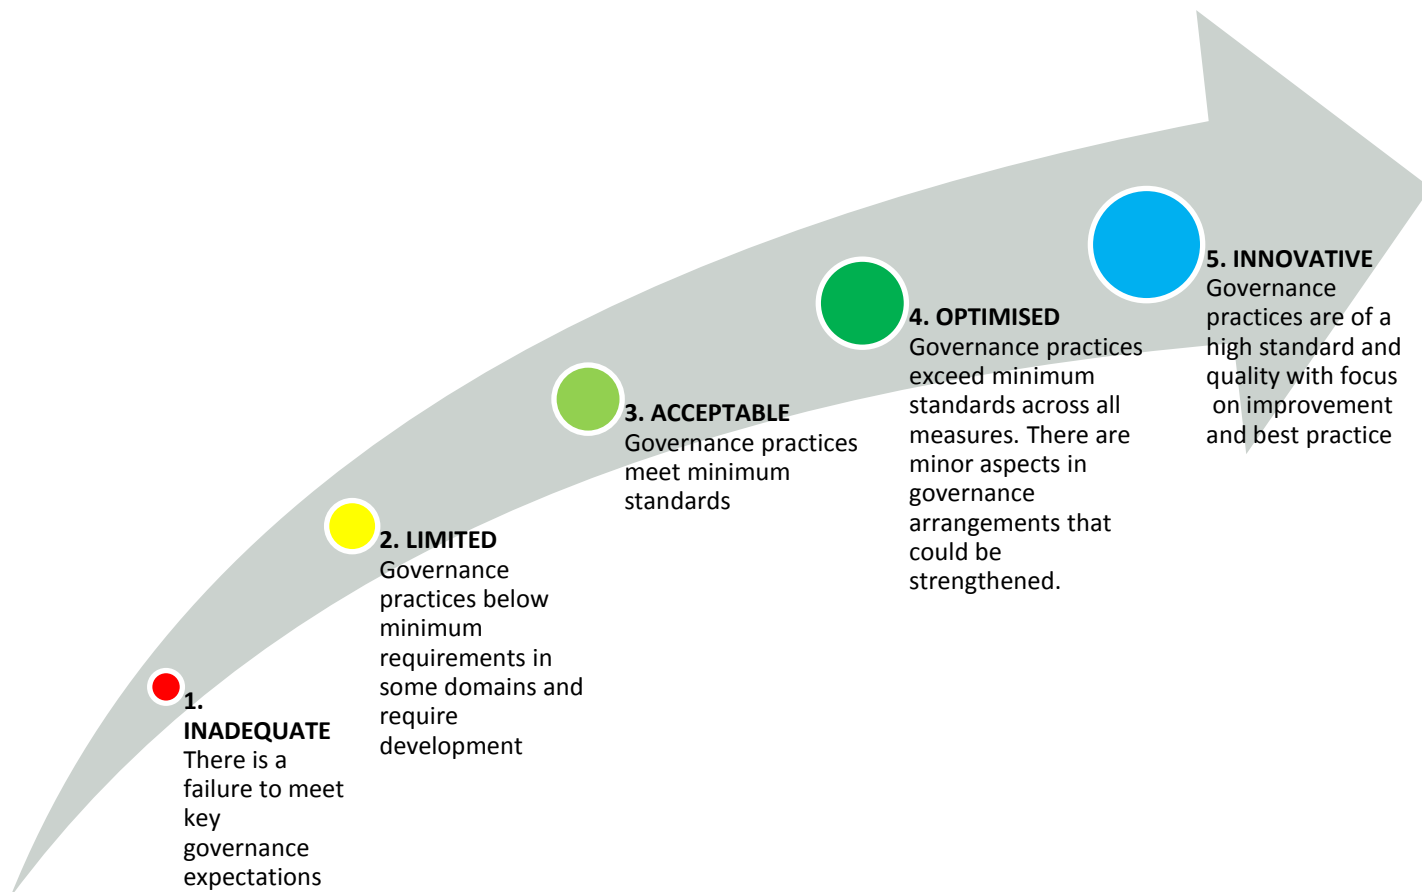 1.
INADEQUATE
There is a
failure to meet
key
governance
expectations
2. LIMITED
Governance
practices below
minimum
requirements in
some domains and
require
development
3. ACCEPTABLE
Governance practices
meet minimum
standards
4. OPTIMISED
Governance practices
exceed minimum
standards across all
measures. There are
minor aspects in
governance
arrangements that
could be
strengthened.
5. INNOVATIVE
Governance
practices are of a
high standard and
quality with focus
on improvement
and best practice